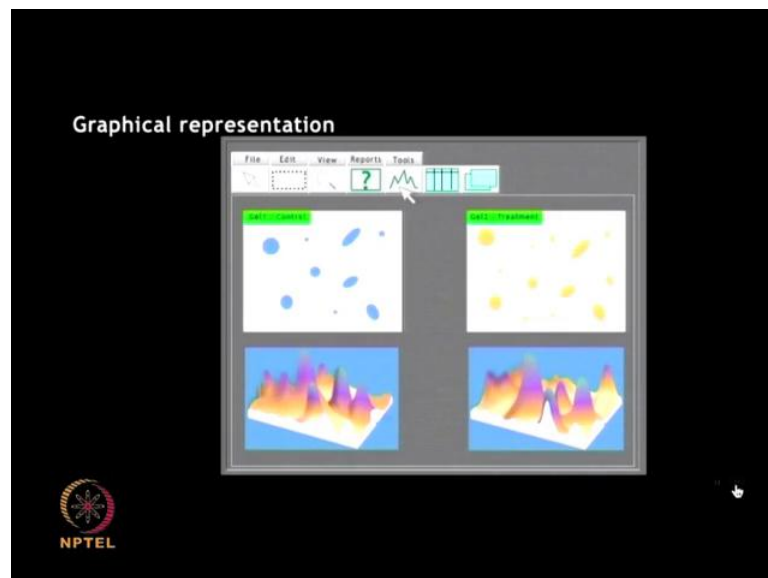 Graphical representation
File Edit View Reports Tools
?
Gel1 : Control
Gel2 : Treatment
NPTEL